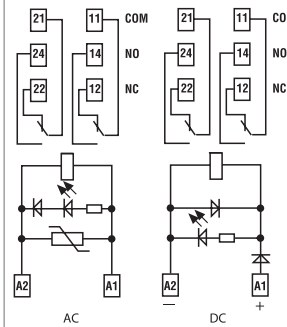 21 11 COM 21 11 CO
24 14 NO 24 14 NO
22 12 NC 22 12 NC
A2 A1 A2 A1
− +
AC DC